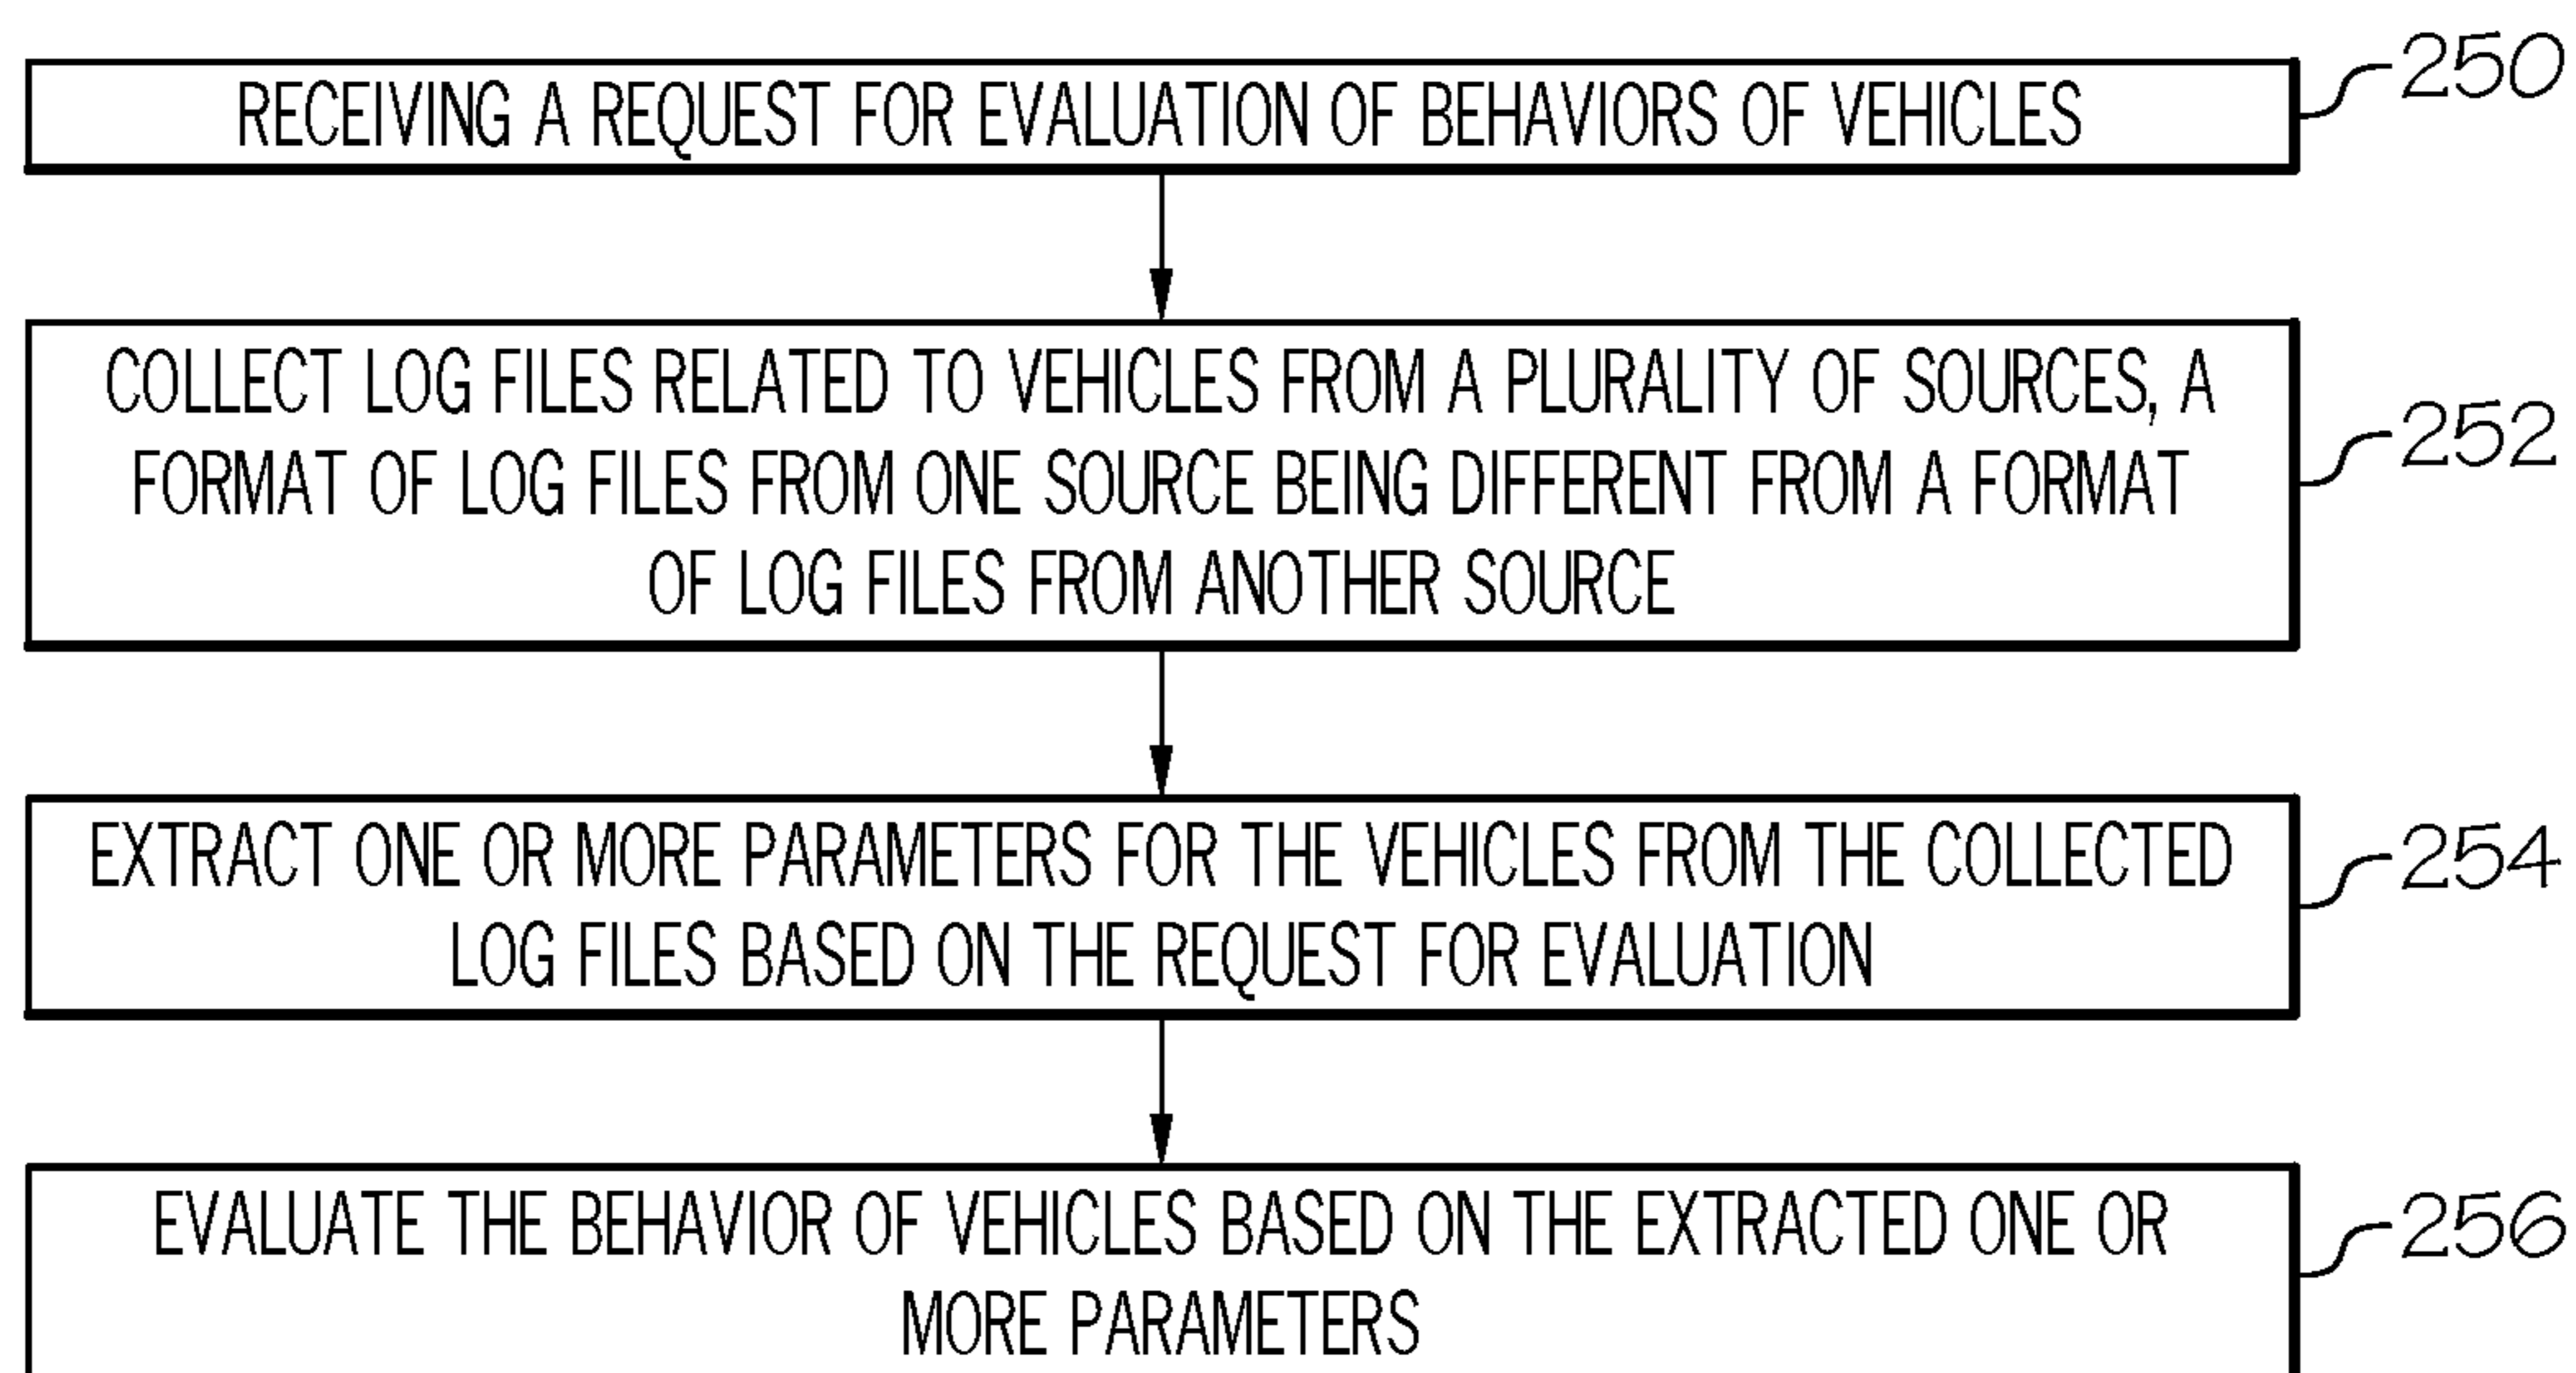 RECEIVING A REQUEST FOR EVALUATION OF BEHAVIORS OF VEHICLES
250
COLLECT LOG FILES RELATED TO VEHICLES FROM A PLURALITY OF SOURCES, A
FORMAT OF LOG FILES FROM ONE SOURCE BEING DIFFERENT FROM A FORMAT
OF LOG FILES FROM ANOTHER SOURCE
252
EXTRACT ONE OR MORE PARAMETERS FOR THE VEHICLES FROM THE COLLECTED
LOG FILES BASED ON THE REQUEST FOR EVALUATION
254
EVALUATE THE BEHAVIOR OF VEHICLES BASED ON THE EXTRACTED ONE OR
MORE PARAMETERS
256